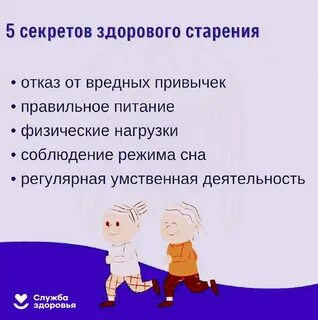 5 секретов здорового старения
• отказ от вредных привычек
• правильное питание
• физические нагрузки
• соблюдение режима сна
• регулярная умственная деятельность
Служба
здоровья